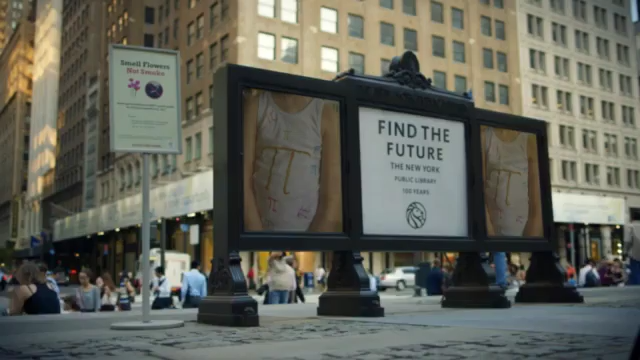 Smell Flowers
Not Smoke
π
FIND THE
FUTURE
THE NEW YORK
PUBLIC LIBRARY
100 YEARS
π